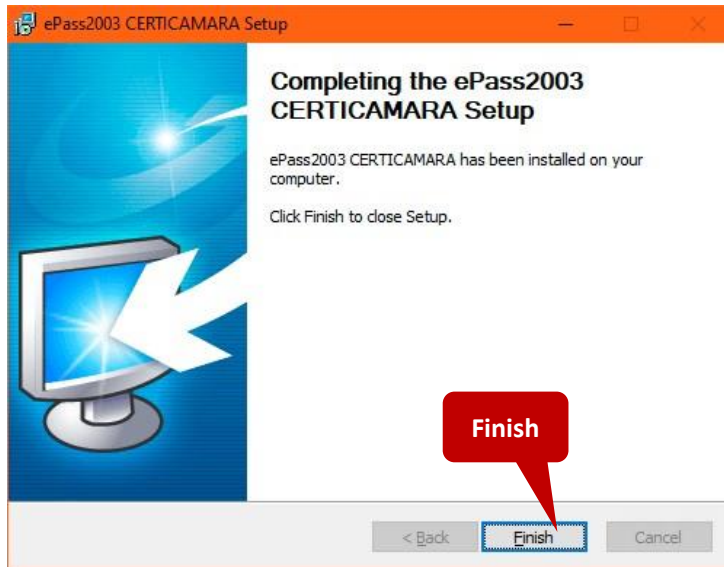 ePass2003 CERTICAMARA Setup
Completing the ePass2003
CERTICAMARA Setup
ePass2003 CERTICAMARA has been installed on your
computer.
Click Finish to close Setup.
Finish
< Back Finish Cancel